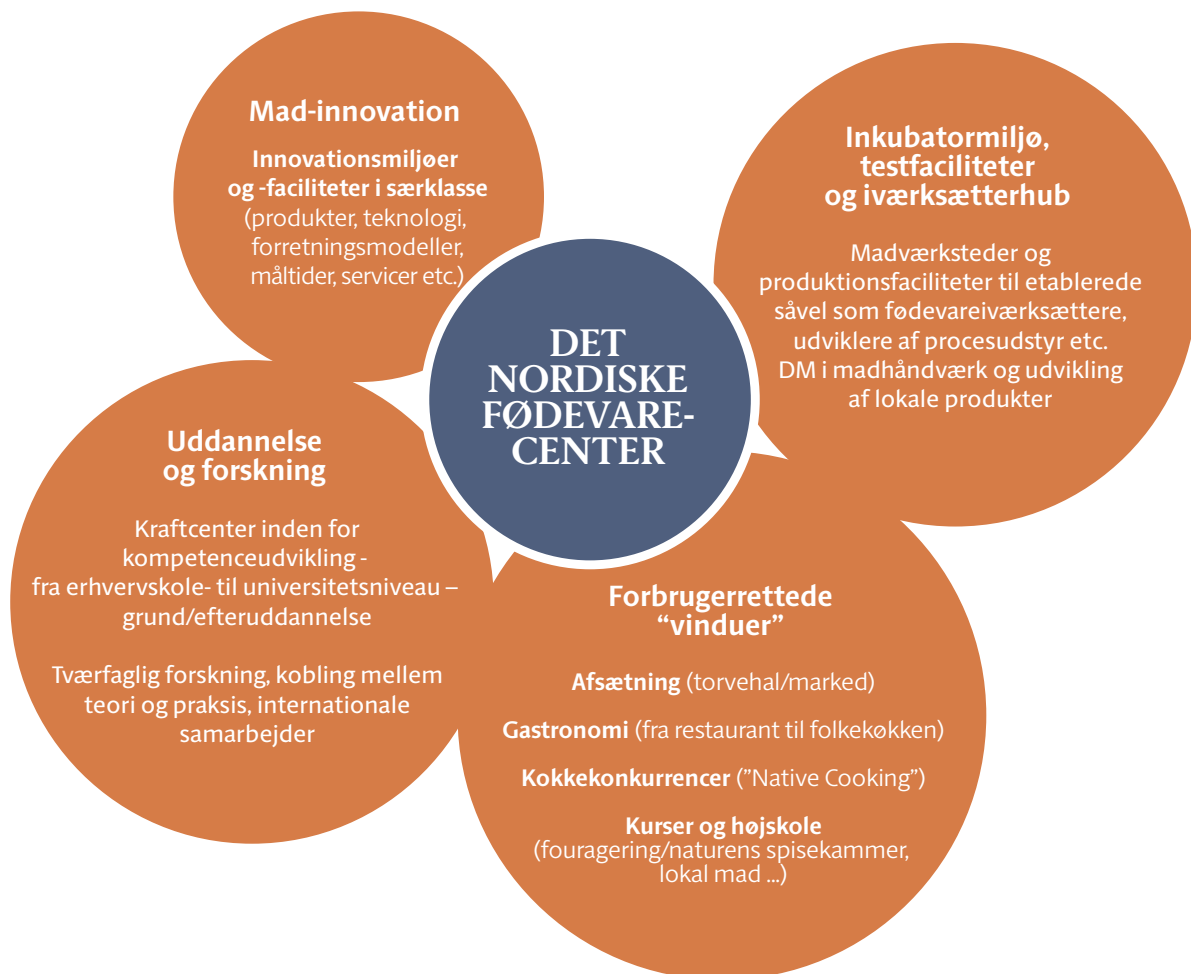 Mad-innovation
Innovationsmiljøer
og -faciliteter i særklasse
(produkter, teknologi,
forretningsmodeller,
måltider, servicer etc.)
Inkubatormiljø,
testfaciliteter
og iværksætterhub
Madværksteder og
produktionsfaciliteter til etablerede
såvel som fødevareiværksættere,
udviklere af procesudstyr etc.
DM i madhåndværk og udvikling
af lokale produkter
DET
NORDISKE
FØDEVARE-
CENTER
Uddannelse
og forskning
Kraftcenter inden for
kompetenceudvikling -
fra erhvervskole- til universitetsniveau –
grund/efteruddannelse
Tværfaglig forskning, kobling mellem
teori og praksis, internationale
samarbejder
Forbrugerrettede
“vinduer”
Afsætning (torvehal/marked)
Gastronomi (fra restaurant til folkekøkken)
Kokkekonkurrencer (”Native Cooking”)
Kurser og højskole
(fouragering/naturens spisekammer,
lokal mad ...)